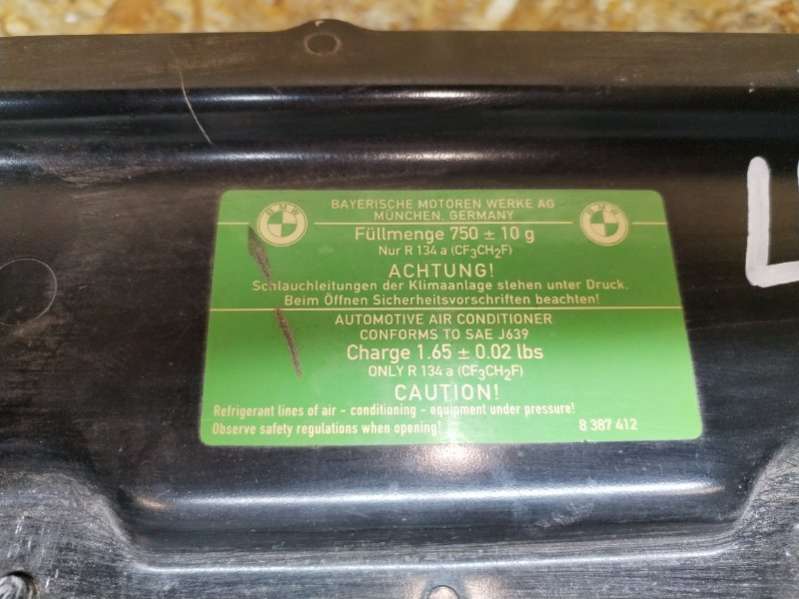 BAYERISCHE MOTOREN WERKE AG
MÜNCHEN, GERMANY
BMW
BMW
Füllmenge 750 ± 10 g
Nur R 134 a (CF₃CH₂F)
ACHTUNG!
Schlauchleitungen der Klimaanlage stehen unter Druck.
Beim Öffnen Sicherheitsvorschriften beachten!
AUTOMOTIVE AIR CONDITIONER
CONFORMS TO SAE J639
Charge 1.65 ± 0.02 lbs
ONLY R 134 a (CF₃CH₂F)
CAUTION!
Refrigerant lines of air - conditioning - equipment under pressure!
Observe safety regulations when opening!
8 387 412